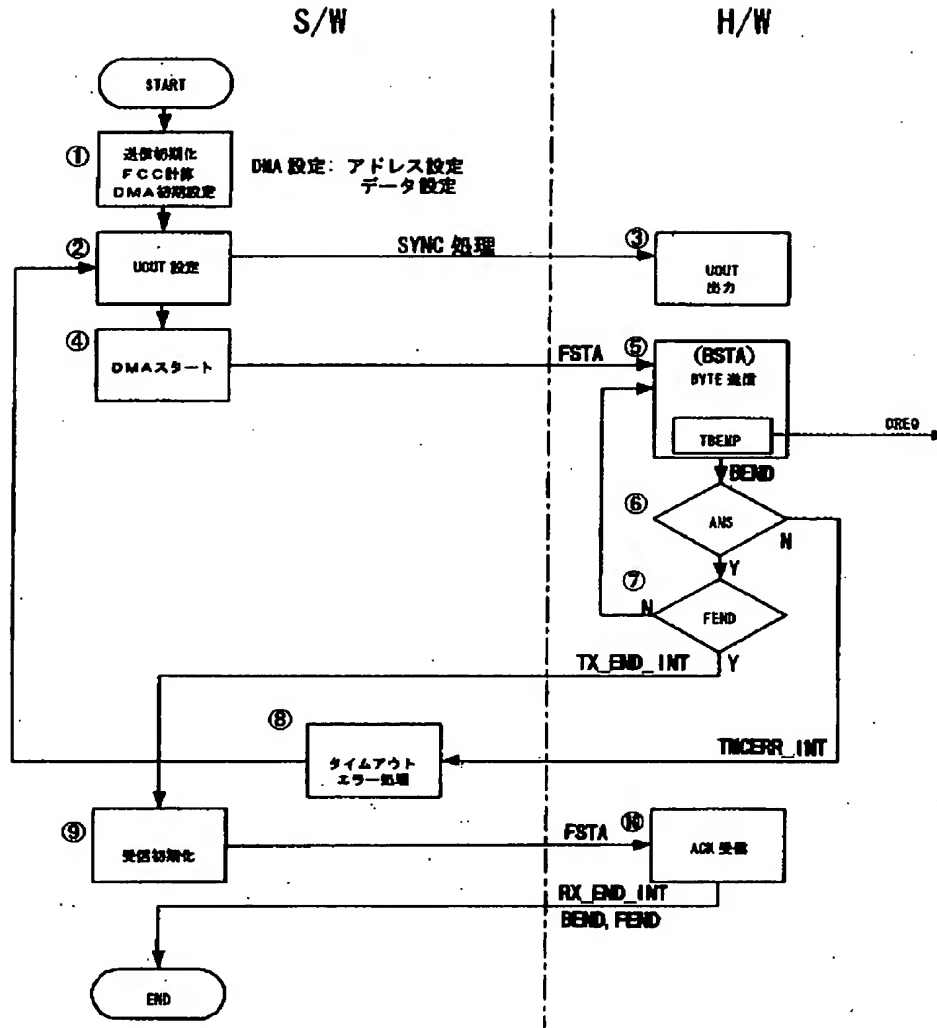 S/W
H/W
START
①
送信初期化
FCC計算
DMA初期設定
DMA 設定: アドレス設定
データ設定
②
UOUT 設定
SYNC 処理
③
UOUT
出力
④
DMAスタート
FSTA
⑤
(BSTA)
BYTE 送信
TBEMP
DREQ
BEND
⑥
ANS
N
Y
⑦
N
FEND
TX_END_INT
Y
⑧
タイムアウト
エラー処理
TMCERR_INT
⑨
受信初期化
FSTA
⑩
ACK 受信
RX_END_INT
BEND, FEND
END